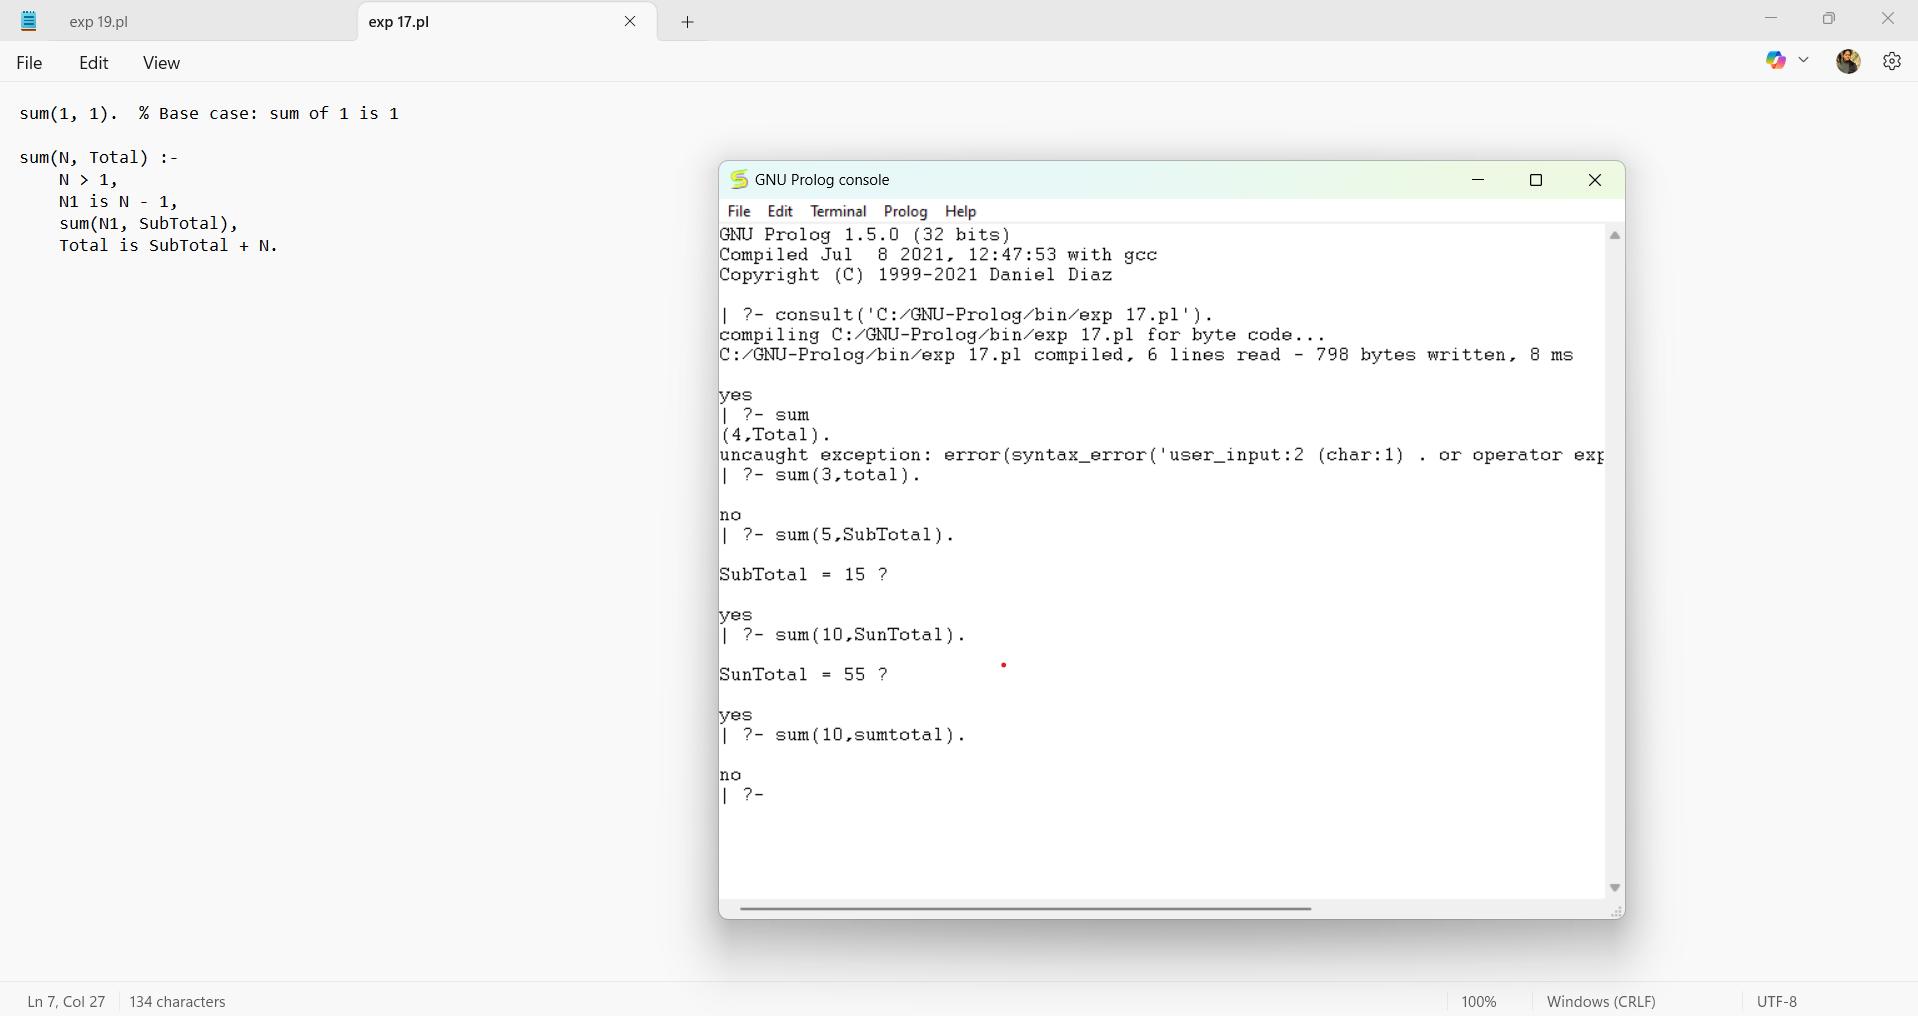 exp 19.pl
exp 17.pl
File Edit View
sum(1, 1).  % Base case: sum of 1 is 1
sum(N, Total) :-
    N > 1,
    N1 is N - 1,
    sum(N1, SubTotal),
    Total is SubTotal + N.
GNU Prolog console
File Edit Terminal Prolog Help
GNU Prolog 1.5.0 (32 bits)
Compiled Jul  8 2021, 12:47:53 with gcc
Copyright (C) 1999-2021 Daniel Diaz
| ?- consult('C:/GNU-Prolog/bin/exp 17.pl').
compiling C:/GNU-Prolog/bin/exp 17.pl for byte code...
C:/GNU-Prolog/bin/exp 17.pl compiled, 6 lines read - 798 bytes written, 8 ms
yes
| ?- sum
(4,Total).
uncaught exception: error(syntax_error('user_input:2 (char:1) . or operator exp
| ?- sum(3,total).
no
| ?- sum(5,SubTotal).
SubTotal = 15 ?
yes
| ?- sum(10,SunTotal).
SunTotal = 55 ?
yes
| ?- sum(10,sumtotal).
no
| ?-
Ln 7, Col 27 134 characters 100% Windows (CRLF) UTF-8